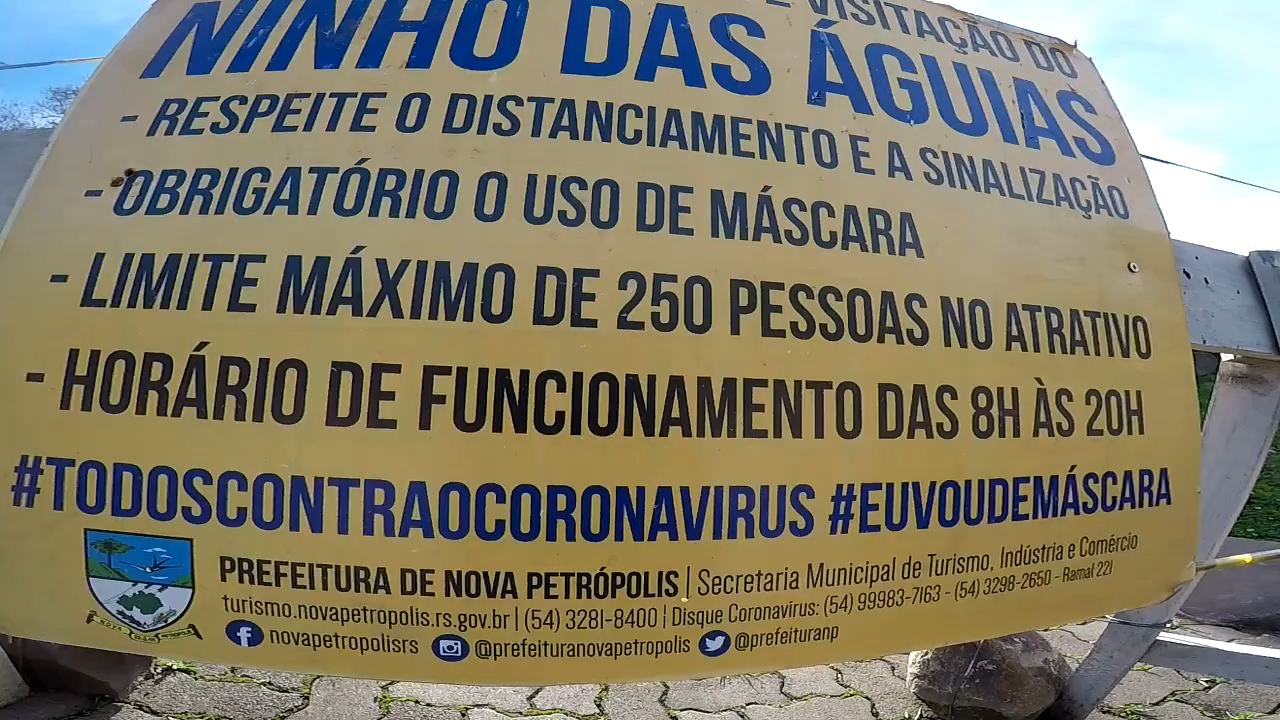 VISITAÇÃO DO
NINHO DAS ÁGUIAS
- RESPEITE O DISTANCIAMENTO E A SINALIZAÇÃO
- OBRIGATÓRIO O USO DE MÁSCARA
- LIMITE MÁXIMO DE 250 PESSOAS NO ATRATIVO
- HORÁRIO DE FUNCIONAMENTO DAS 8H ÀS 20H
#TODOSCONTRAOCORONAVIRUS #EUVOUDEMÁSCARA
PREFEITURA DE NOVA PETRÓPOLIS | Secretaria Municipal de Turismo, Indústria e Comércio
turismo.novapetropolis.rs.gov.br | (54) 3281-8400 | Disque Coronavírus: (54) 99983-7163 - (54) 3298-2650 - Ramal 221
novapetropolisrs @prefeituranovapetropolis @prefeituranp